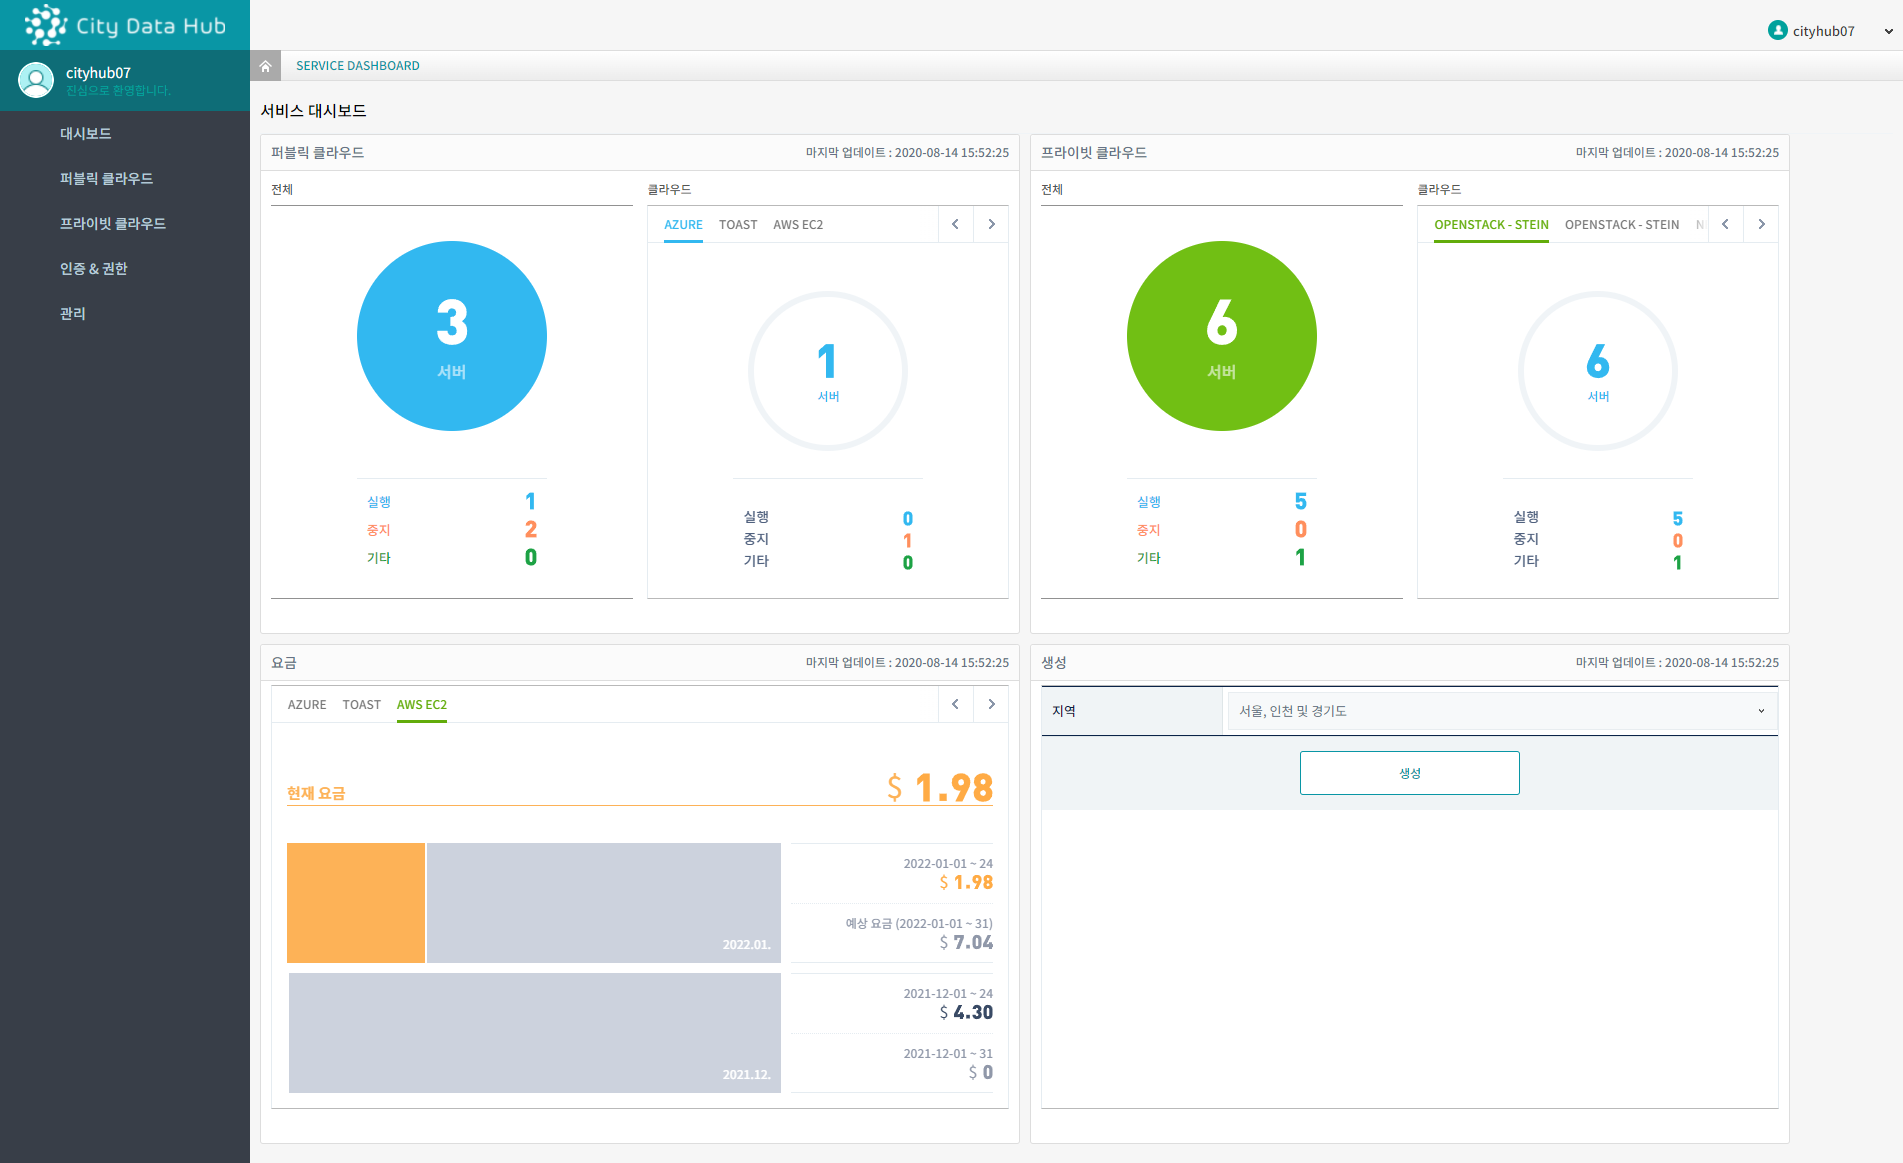 City Data Hub
cityhub07
cityhub07
진심으로 환영합니다.
대시보드
퍼블릭 클라우드
프라이빗 클라우드
인증 & 권한
관리
SERVICE DASHBOARD
서비스 대시보드
퍼블릭 클라우드
마지막 업데이트 : 2020-08-14 15:52:25
전체
3
서버
실행 1
중지 2
기타 0
클라우드
AZURE TOAST AWS EC2
1
서버
실행 0
중지 1
기타 0
프라이빗 클라우드
마지막 업데이트 : 2020-08-14 15:52:25
전체
6
서버
실행 5
중지 0
기타 1
클라우드
OPENSTACK - STEIN OPENSTACK - STEIN N
6
서버
실행 5
중지 0
기타 1
요금
마지막 업데이트 : 2020-08-14 15:52:25
AZURE TOAST AWS EC2
현재 요금 $ 1.98
2022.01.
2022-01-01 ~ 24
$ 1.98
예상 요금 (2022-01-01 ~ 31)
$ 7.04
2021.12.
2021-12-01 ~ 24
$ 4.30
2021-12-01 ~ 31
$ 0
생성
마지막 업데이트 : 2020-08-14 15:52:25
지역 서울, 인천 및 경기도
생성